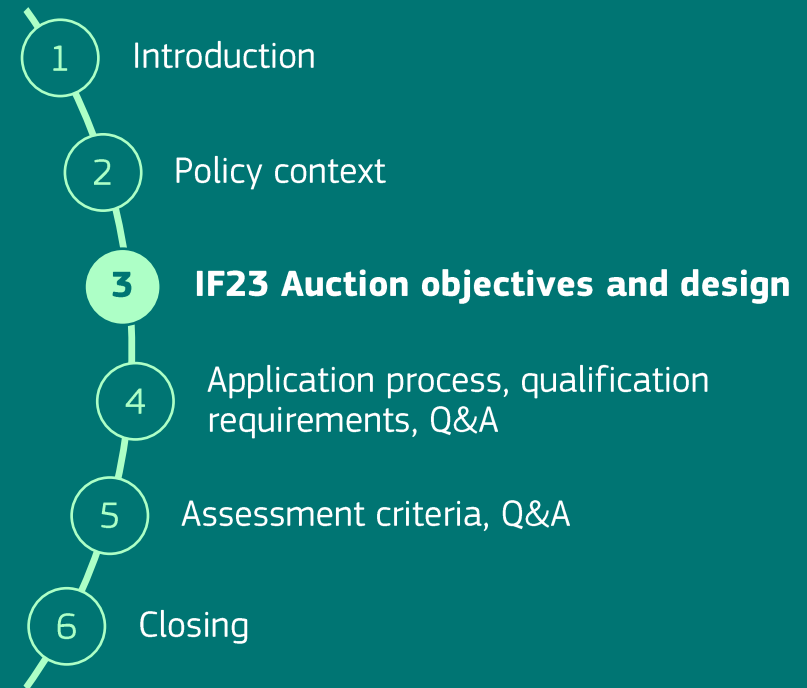 1 Introduction
2 Policy context
3 IF23 Auction objectives and design
4 Application process, qualification
requirements, Q&A
5 Assessment criteria, Q&A
6 Closing